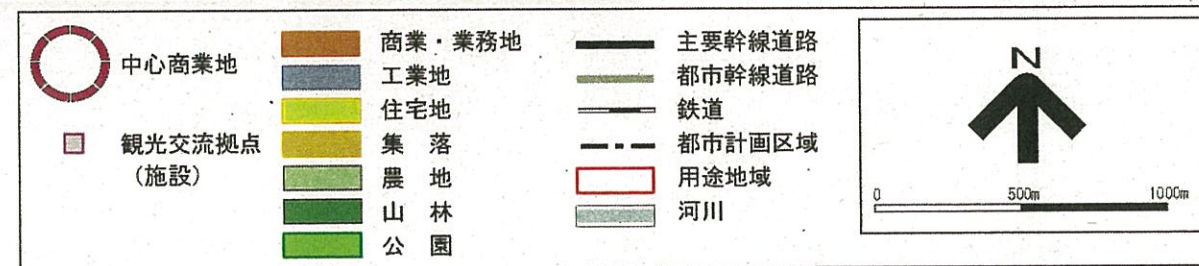 中心商業地
観光交流拠点
(施設)
商業・業務地
工業地
住宅地
集 落
農 地
山 林
公 園
主要幹線道路
都市幹線道路
鉄道
都市計画区域
用途地域
河川
N
0 500m 1000m